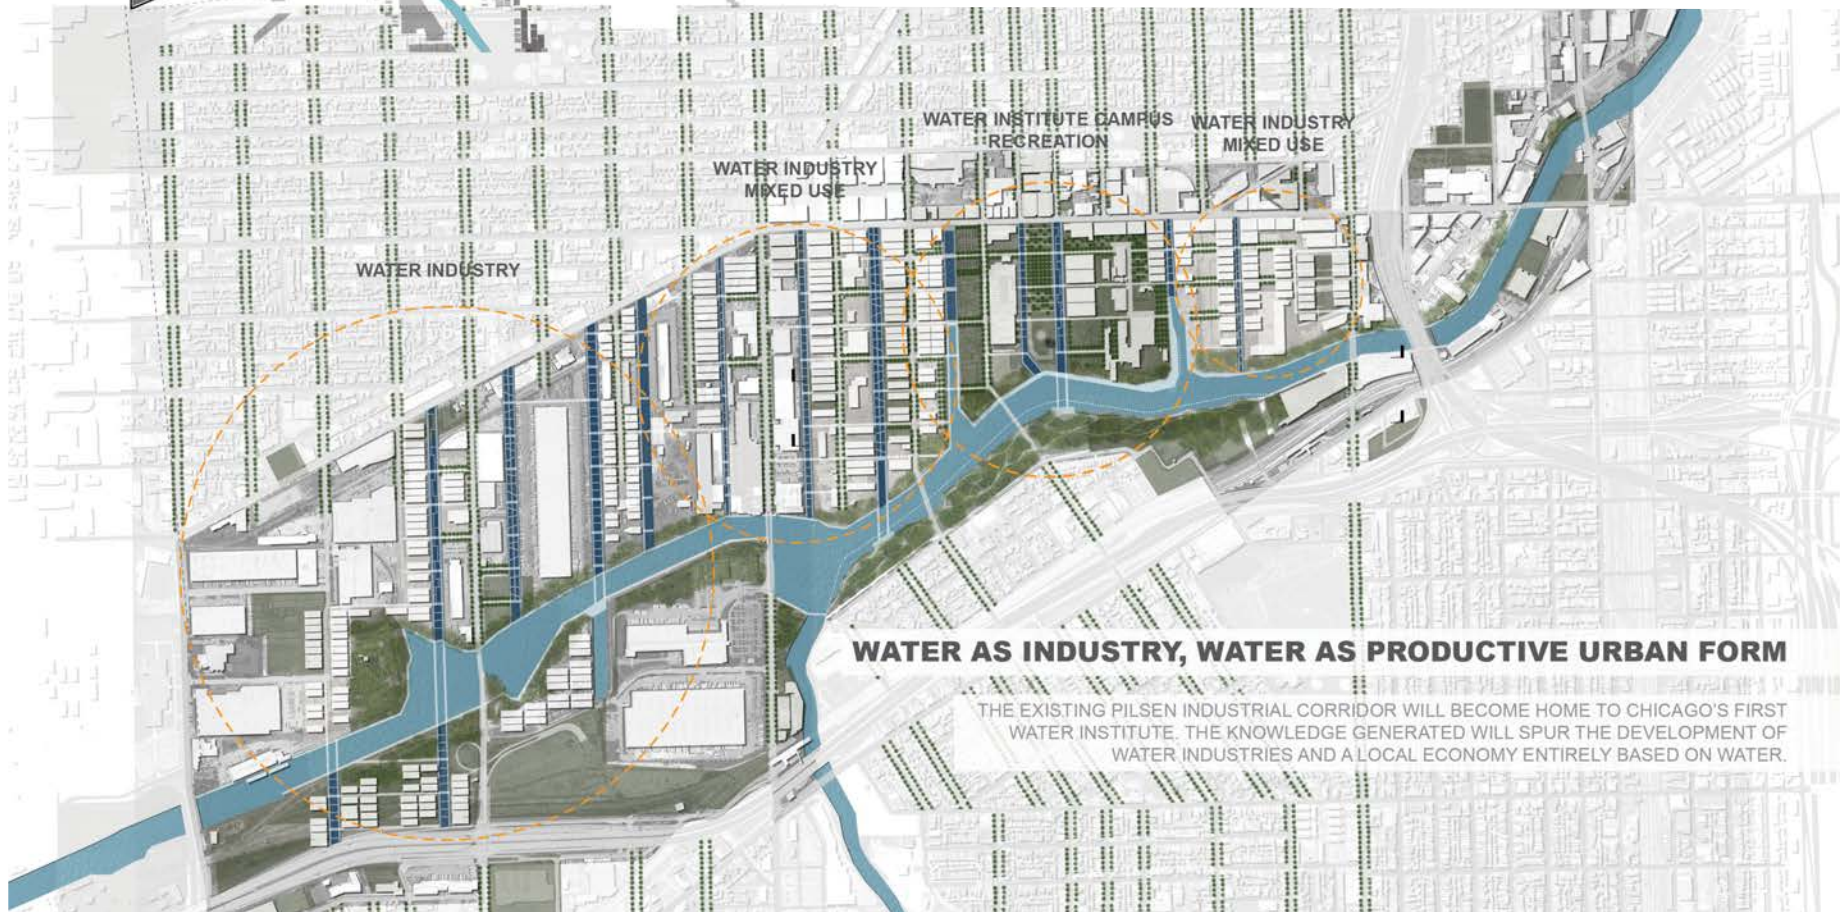 WATER INSTITUTE CAMPUS
RECREATION
WATER INDUSTRY
MIXED USE
WATER INDUSTRY
MIXED USE
WATER INDUSTRY
WATER AS INDUSTRY, WATER AS PRODUCTIVE URBAN FORM
THE EXISTING PILSEN INDUSTRIAL CORRIDOR WILL BECOME HOME TO CHICAGO'S FIRST
WATER INSTITUTE. THE KNOWLEDGE GENERATED WILL SPUR THE DEVELOPMENT OF
WATER INDUSTRIES AND A LOCAL ECONOMY ENTIRELY BASED ON WATER.